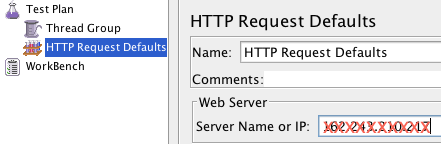 Test Plan
Thread Group
HTTP Request Defaults
WorkBench
HTTP Request Defaults
Name: HTTP Request Defaults
Comments:
Web Server
Server Name or IP: